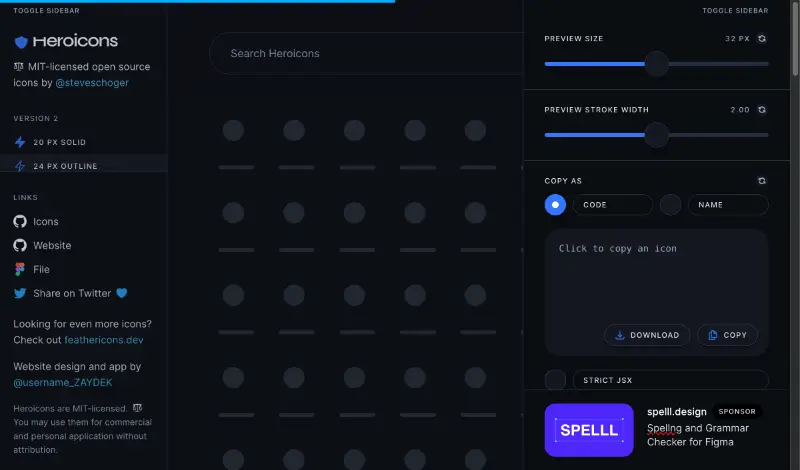 TOGGLE SIDEBAR
Heroicons
MIT-licensed open source
icons by @steveschoger
VERSION 2
20 PX SOLID
24 PX OUTLINE
LINKS
Icons
Website
File
Share on Twitter
Looking for even more icons?
Check out feathericons.dev
Website design and app by
@username_ZAYDEK
Heroicons are MIT-licensed.
You may use them for commercial
and personal application without
attribution.
Search Heroicons
TOGGLE SIDEBAR
PREVIEW SIZE 32 PX
PREVIEW STROKE WIDTH 2.00
COPY AS
CODE NAME
Click to copy an icon
DOWNLOAD COPY
STRICT JSX
SPELLL
spelll.design SPONSOR
Spellng and Grammar
Checker for Figma